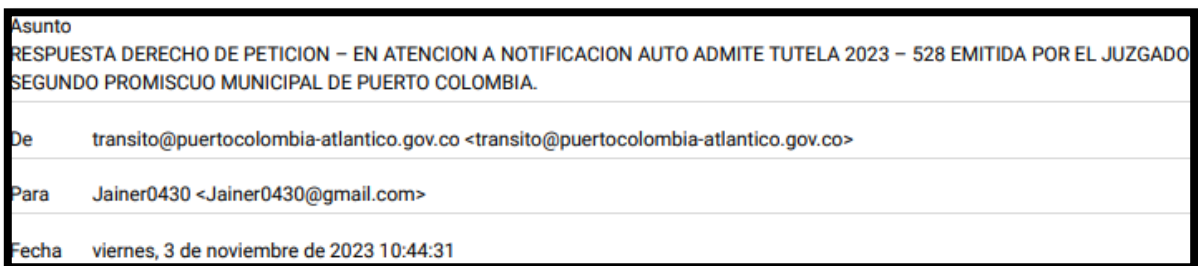 Asunto
RESPUESTA DERECHO DE PETICION – EN ATENCION A NOTIFICACION AUTO ADMITE TUTELA 2023 – 528 EMITIDA POR EL JUZGADO
SEGUNDO PROMISCUO MUNICIPAL DE PUERTO COLOMBIA.
De transito@puertocolombia-atlantico.gov.co <transito@puertocolombia-atlantico.gov.co>
Para Jainer0430 <Jainer0430@gmail.com>
Fecha viernes, 3 de noviembre de 2023 10:44:31